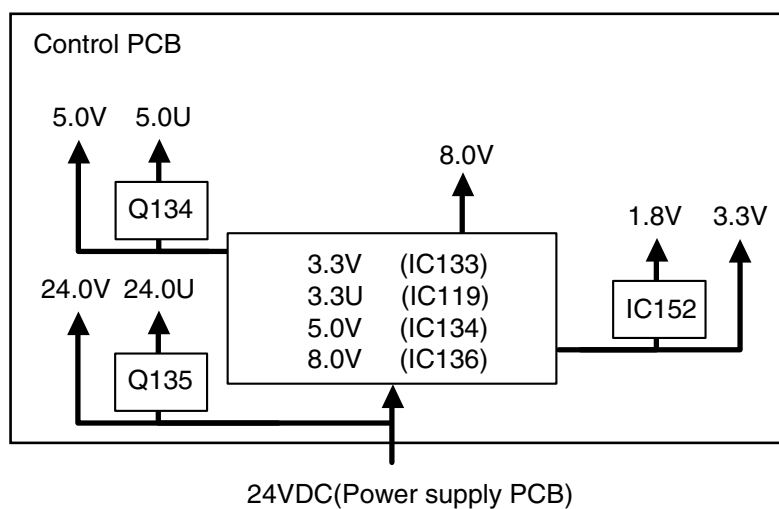 Control PCB
5.0V 5.0U
8.0V
Q134
1.8V 3.3V
3.3V (IC133)
3.3U (IC119)
24.0V 24.0U
IC152
5.0V (IC134)
8.0V (IC136)
Q135
24VDC(Power supply PCB)